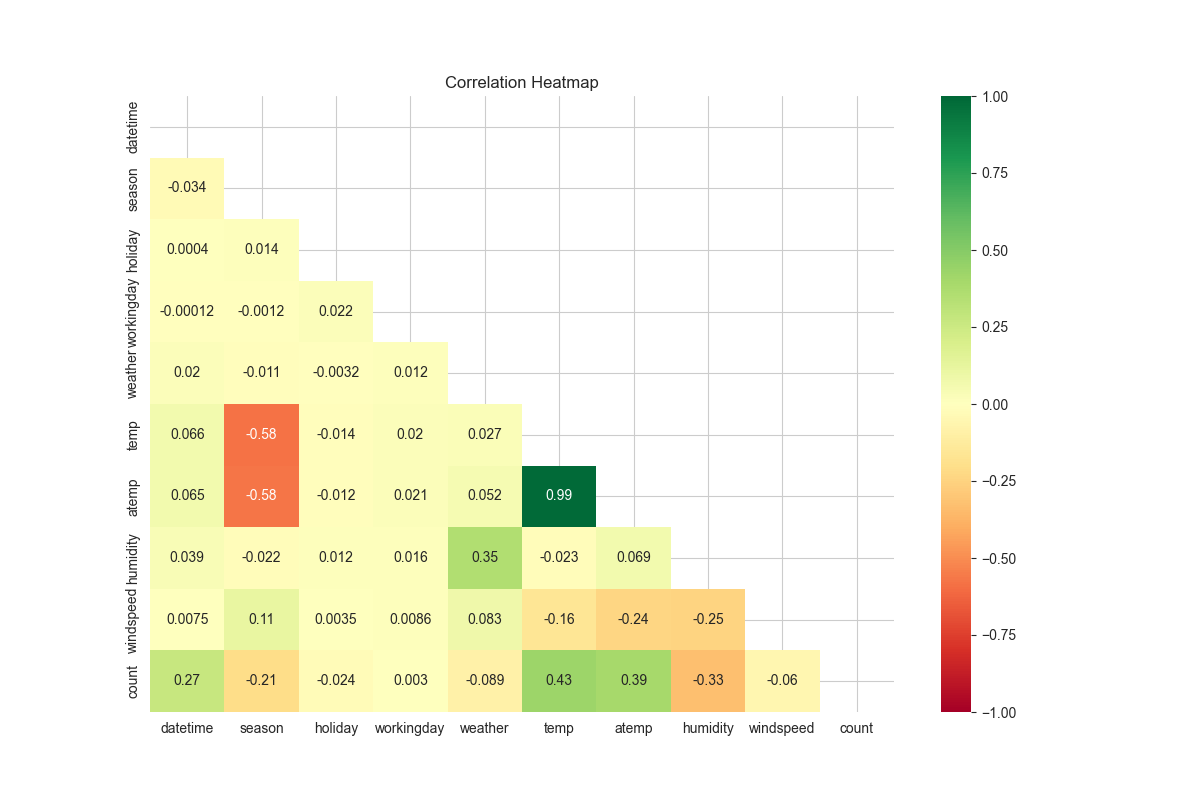 Correlation Heatmap
datetime
season -0.034
holiday 0.0004 0.014
workingday -0.00012 -0.0012 0.022
weather 0.02 -0.011 -0.0032 0.012
temp 0.066 -0.58 -0.014 0.02 0.027
atemp 0.065 -0.58 -0.012 0.021 0.052 0.99
humidity 0.039 -0.022 0.012 0.016 0.35 -0.023 0.069
windspeed 0.0075 0.11 0.0035 0.0086 0.083 -0.16 -0.24 -0.25
count 0.27 -0.21 -0.024 0.003 -0.089 0.43 0.39 -0.33 -0.06
datetime season holiday workingday weather temp atemp humidity windspeed count
1.00
0.75
0.50
0.25
0.00
−0.25
−0.50
−0.75
−1.00